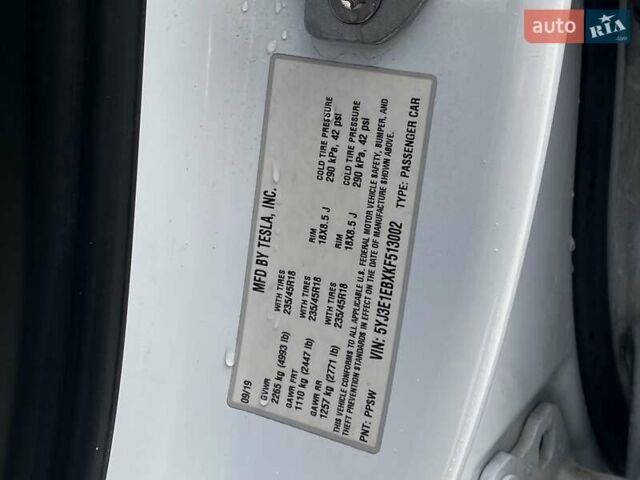 auto RIA .com
MFD BY TESLA, INC.
09/19
GVWR
2265 kg (4993 lb)
WITH TIRES
235/45R18
RIM
18X8.5 J
COLD TIRE PRESSURE
290 kPa, 42 psi
GAWR FRT
1110 kg (2447 lb)
WITH TIRES
235/45R18
GAWR RR
1257 kg (2771 lb)
WITH TIRES
235/45R18
RIM
18X8.5 J
COLD TIRE PRESSURE
290 kPa, 42 psi
THIS VEHICLE CONFORMS TO ALL APPLICABLE U.S. FEDERAL MOTOR VEHICLE SAFETY, BUMPER, AND
THEFT PREVENTION STANDARDS IN EFFECT ON THE DATE OF MANUFACTURE SHOWN ABOVE.
PNT: PPSW
VIN: 5YJ3E1EBXKF513002
TYPE: PASSENGER CAR